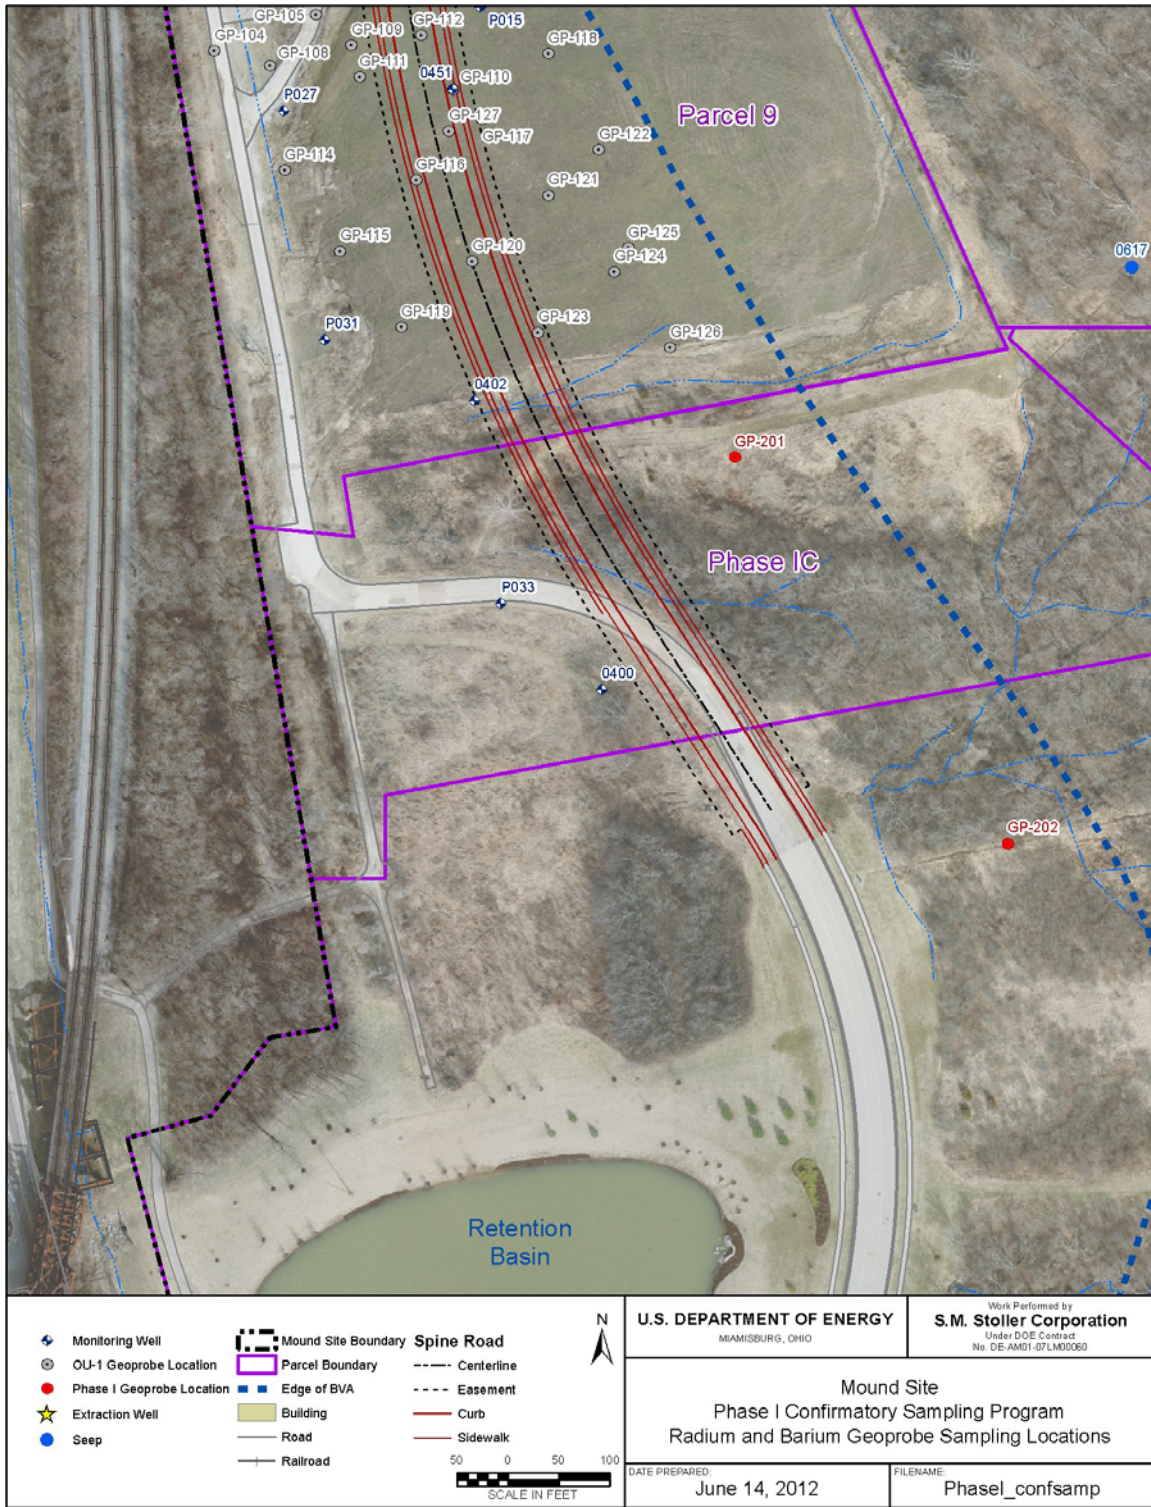 GP-105
GP-112
P015
GP-104
GP-109
GP-118
GP-108
GP-111
0451
GP-110
P027
GP-127
Parcel 9
GP-117
GP-122
GP-114
GP-116
GP-121
GP-115
GP-120
GP-125
0617
GP-124
GP-119
P031
GP-123
GP-126
0402
GP-201
Phase IC
P033
0400
GP-202
Retention
Basin
Monitoring Well
OU-1 Geoprobe Location
Phase I Geoprobe Location
Extraction Well
Seep
Mound Site Boundary
Parcel Boundary
Edge of BVA
Building
Road
Railroad
Spine Road
Centerline
Easement
Curb
Sidewalk
N
50 0 50 100
SCALE IN FEET
U.S. DEPARTMENT OF ENERGY
MIAMISBURG, OHIO
Work Performed by
S.M. Stoller Corporation
Under DOE Contract
No. DE-AM01-07LM00060
Mound Site
Phase I Confirmatory Sampling Program
Radium and Barium Geoprobe Sampling Locations
DATE PREPARED:
June 14, 2012
FILENAME:
PhaseI_confsamp